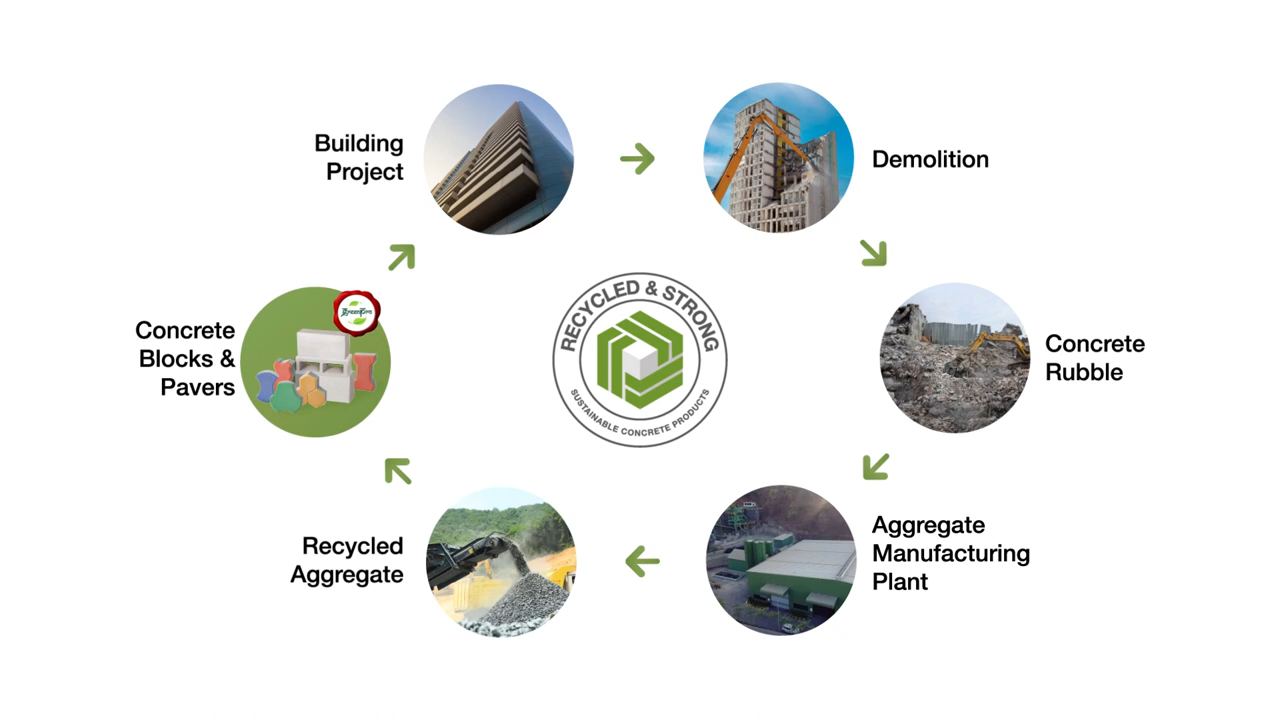 Building
Project
Demolition
Concrete
Blocks &
Pavers
RECYCLED & STRONG
SUSTAINABLE CONCRETE PRODUCTS
Concrete
Rubble
Recycled
Aggregate
Aggregate
Manufacturing
Plant